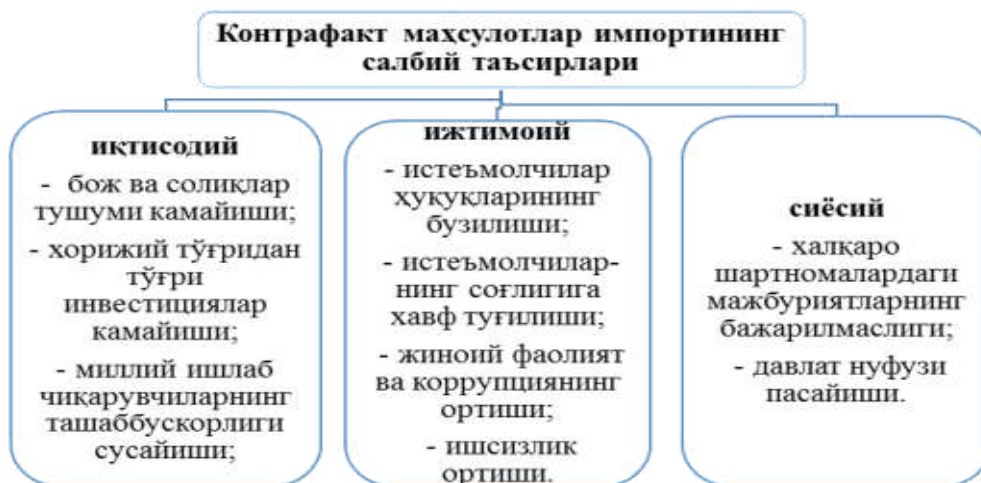 Контрафакт маҳсулотлар импортининг
салбий таъсирлари
иқтисодий
- бож ва солиқлар
тушуми камайиши;
- хорижий тўғридан
тўғри
инвестициялар
камайиши;
- миллий ишлаб
чиқарувчиларнинг
ташаббускорлиги
сусайиши;
ижтимоий
- истеъмолчилар
ҳуқуқларининг
бузилиши;
- истеъмолчилар-
нинг соғлигига
хавф туғилиши;
- жиноий фаолият
ва коррупциянинг
ортиши;
- ишсизлик
ортиши.
сиёсий
- халқаро
шартномалардаги
мажбуриятларнинг
бажарилмаслиги;
- давлат нуфузи
пасайиши.